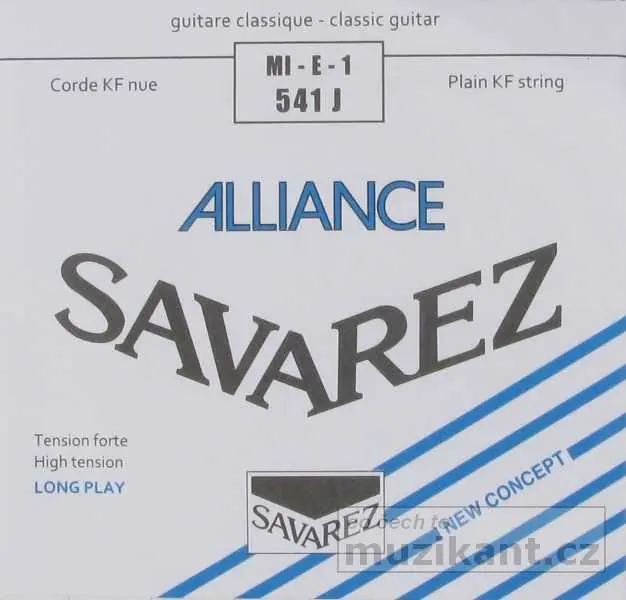 guitare classique - classic guitar
Corde KF nue
MI - E - 1
541 J
Plain KF string
ALLIANCE
SAVAREZ
Tension forte
High tension
LONG PLAY
SAVAREZ
NEW CONCEPT
muzikant.cz